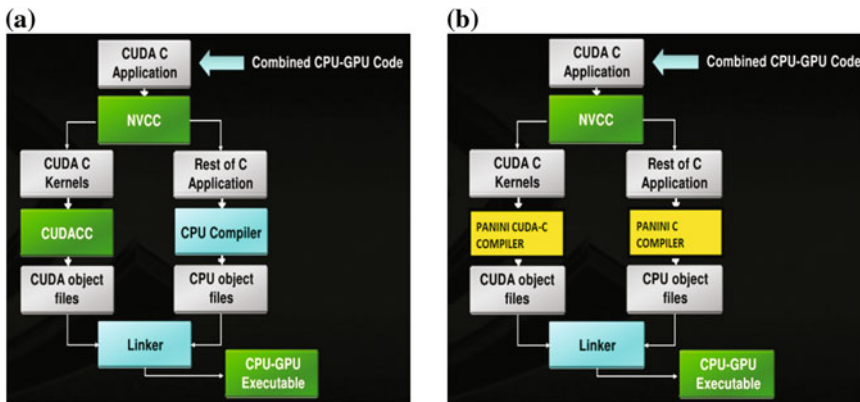 (a)
CUDA C
Application
Combined CPU-GPU Code
NVCC
CUDA C
Kernels
Rest of C
Application
CUDACC
CPU Compiler
CUDA object
files
CPU object
files
Linker
CPU-GPU
Executable
(b)
CUDA C
Application
Combined CPU-GPU Code
NVCC
CUDA C
Kernels
Rest of C
Application
PANINI CUDA-C
COMPILER
PANINI C
COMPILER
CUDA object
files
CPU object
files
Linker
CPU-GPU
Executable